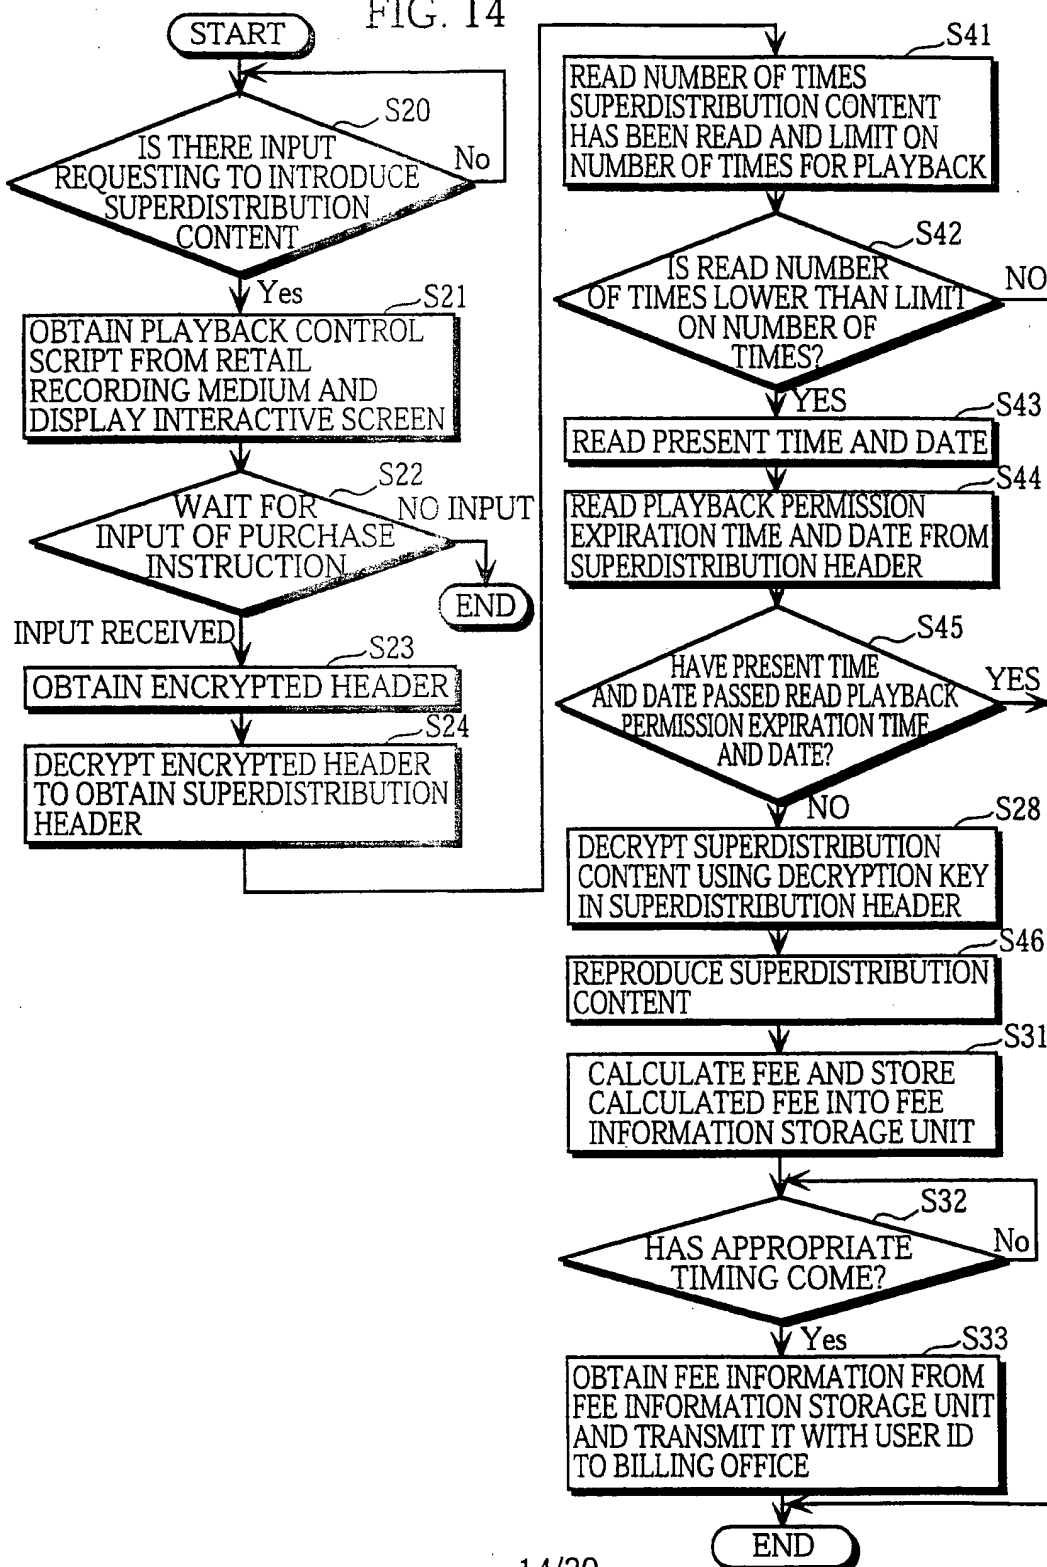 FIG. 14
START
S20
IS THERE INPUT
REQUESTING TO INTRODUCE
SUPERDISTRIBUTION
CONTENT
No
Yes
S21
OBTAIN PLAYBACK CONTROL
SCRIPT FROM RETAIL
RECORDING MEDIUM AND
DISPLAY INTERACTIVE SCREEN
S22
WAIT FOR
INPUT OF PURCHASE
INSTRUCTION
NO INPUT
END
INPUT RECEIVED
S23
OBTAIN ENCRYPTED HEADER
S24
DECRYPT ENCRYPTED HEADER
TO OBTAIN SUPERDISTRIBUTION
HEADER
S41
READ NUMBER OF TIMES
SUPERDISTRIBUTION CONTENT
HAS BEEN READ AND LIMIT ON
NUMBER OF TIMES FOR PLAYBACK
S42
IS READ NUMBER
OF TIMES LOWER THAN LIMIT
ON NUMBER OF
TIMES?
NO
YES
S43
READ PRESENT TIME AND DATE
S44
READ PLAYBACK PERMISSION
EXPIRATION TIME AND DATE FROM
SUPERDISTRIBUTION HEADER
S45
HAVE PRESENT TIME
AND DATE PASSED READ PLAYBACK
PERMISSION EXPIRATION TIME
AND DATE?
YES
NO
S28
DECRYPT SUPERDISTRIBUTION
CONTENT USING DECRYPTION KEY
IN SUPERDISTRIBUTION HEADER
S46
REPRODUCE SUPERDISTRIBUTION
CONTENT
S31
CALCULATE FEE AND STORE
CALCULATED FEE INTO FEE
INFORMATION STORAGE UNIT
S32
HAS APPROPRIATE
TIMING COME?
No
Yes
S33
OBTAIN FEE INFORMATION FROM
FEE INFORMATION STORAGE UNIT
AND TRANSMIT IT WITH USER ID
TO BILLING OFFICE
END